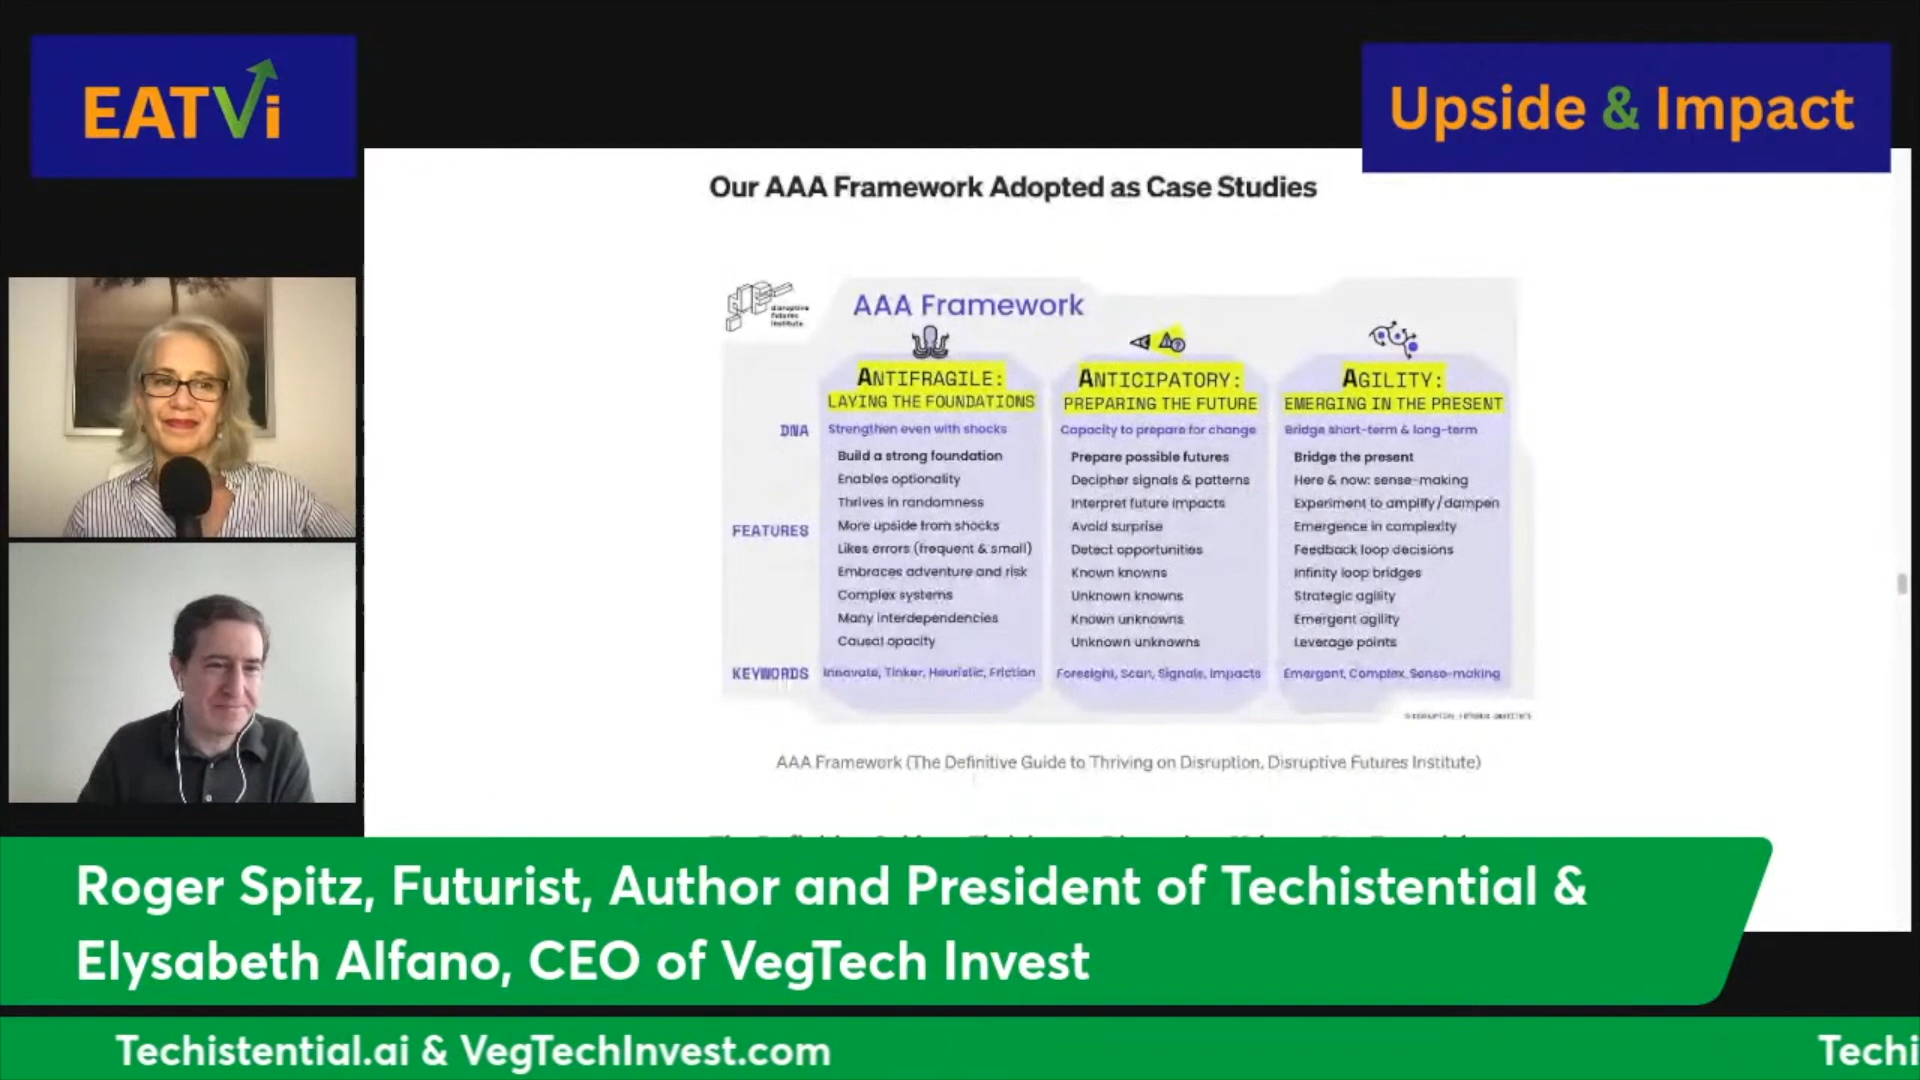 EATVi
Upside & Impact
Our AAA Framework Adopted as Case Studies
disruptive
futures
institute
AAA Framework
ANTIFRAGILE:
LAYING THE FOUNDATIONS
ANTICIPATORY:
PREPARING THE FUTURE
AGILITY:
EMERGING IN THE PRESENT
DNA
Strengthen even with shocks
Capacity to prepare for change
Bridge short-term & long-term
FEATURES
Build a strong foundation
Enables optionality
Thrives in randomness
More upside from shocks
Likes errors (frequent & small)
Embraces adventure and risk
Complex systems
Many interdependencies
Causal opacity
Prepare possible futures
Decipher signals & patterns
Interpret future impacts
Avoid surprise
Detect opportunities
Known knowns
Unknown knowns
Known unknowns
Unknown unknowns
Bridge the present
Here & now: sense-making
Experiment to amplify/dampen
Emergence in complexity
Feedback loop decisions
Infinity loop bridges
Strategic agility
Emergent agility
Leverage points
KEYWORDS
Innovate, Tinker, Heuristic, Friction
Foresight, Scan, Signals, Impacts
Emergent, Complex, Sense-making
© DISRUPTIVE FUTURES INSTITUTE
AAA Framework (The Definitive Guide to Thriving on Disruption, Disruptive Futures Institute)
Roger Spitz, Futurist, Author and President of Techistential &
Elysabeth Alfano, CEO of VegTech Invest
Techistential.ai & VegTechInvest.com
Techi